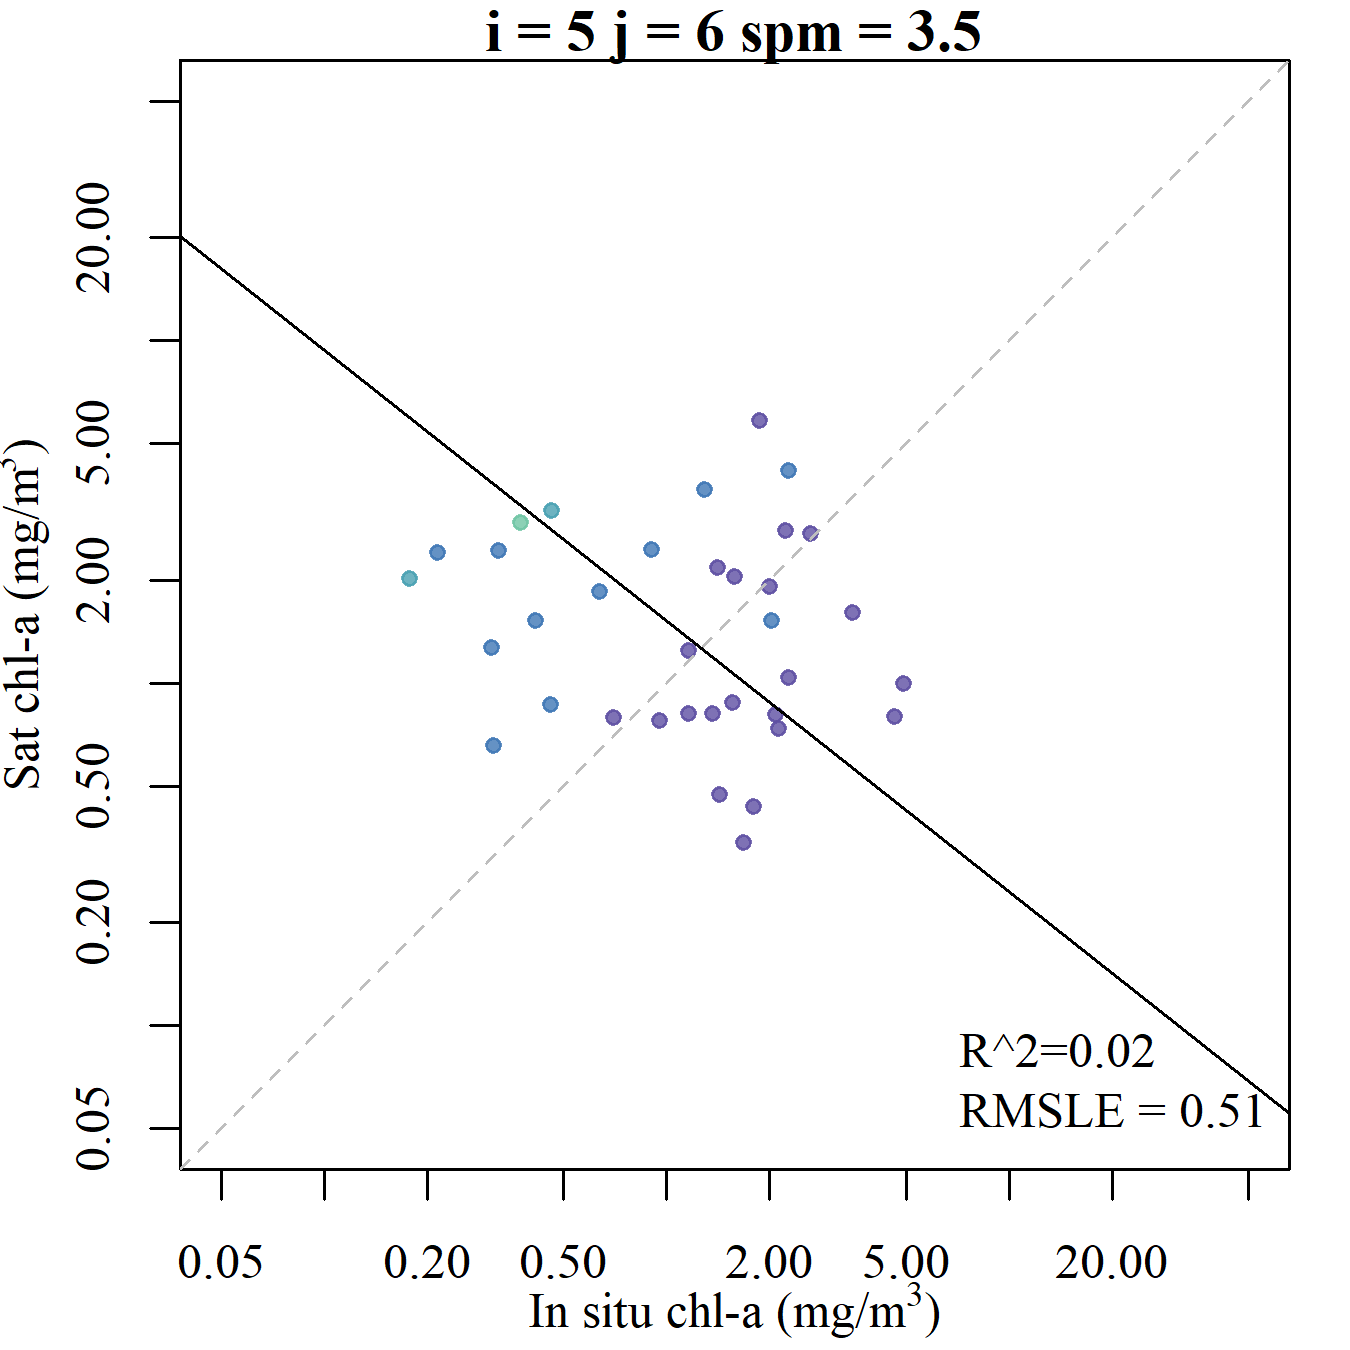 i = 5 j = 6 spm = 3.5
20.00
5.00
2.00
0.50
0.20
0.05
Sat chl-a (mg/m³)
R^2=0.02
RMSLE = 0.51
0.05 0.20 0.50 2.00 5.00 20.00
In situ chl-a (mg/m³)